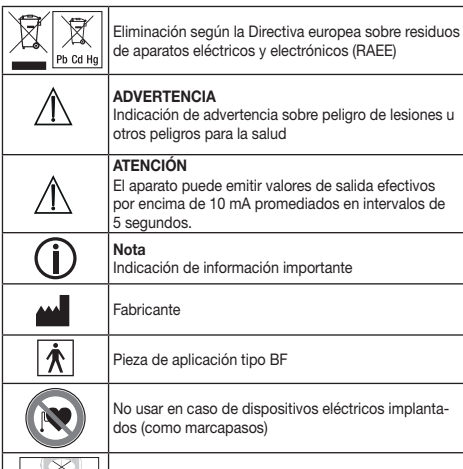 Pb Cd Hg
Eliminación según la Directiva europea sobre residuos
de aparatos eléctricos y electrónicos (RAEE)
ADVERTENCIA
Indicación de advertencia sobre peligro de lesiones u
otros peligros para la salud
ATENCIÓN
El aparato puede emitir valores de salida efectivos
por encima de 10 mA promediados en intervalos de
5 segundos.
Nota
Indicación de información importante
Fabricante
Pieza de aplicación tipo BF
No usar en caso de dispositivos eléctricos implanta-
dos (como marcapasos)